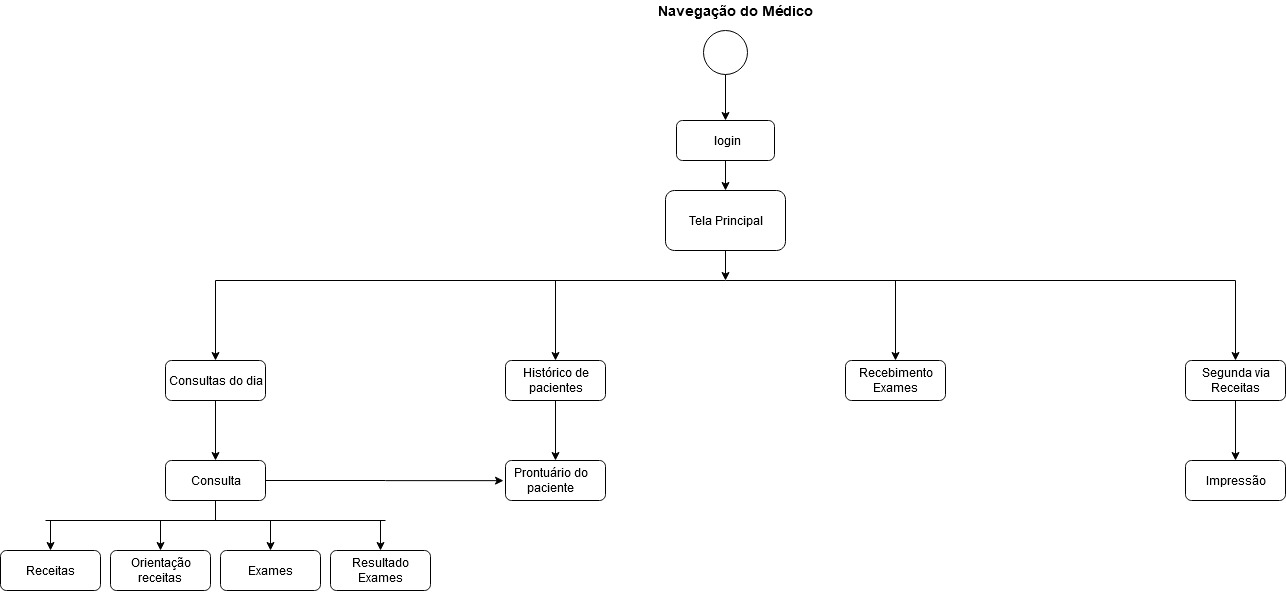 Navegação do Médico
login
Tela Principal
Consultas do dia
Histórico de
pacientes
Recebimento
Exames
Segunda via
Receitas
Consulta
Prontuário do
paciente
Impressão
Receitas
Orientação
receitas
Exames
Resultado
Exames